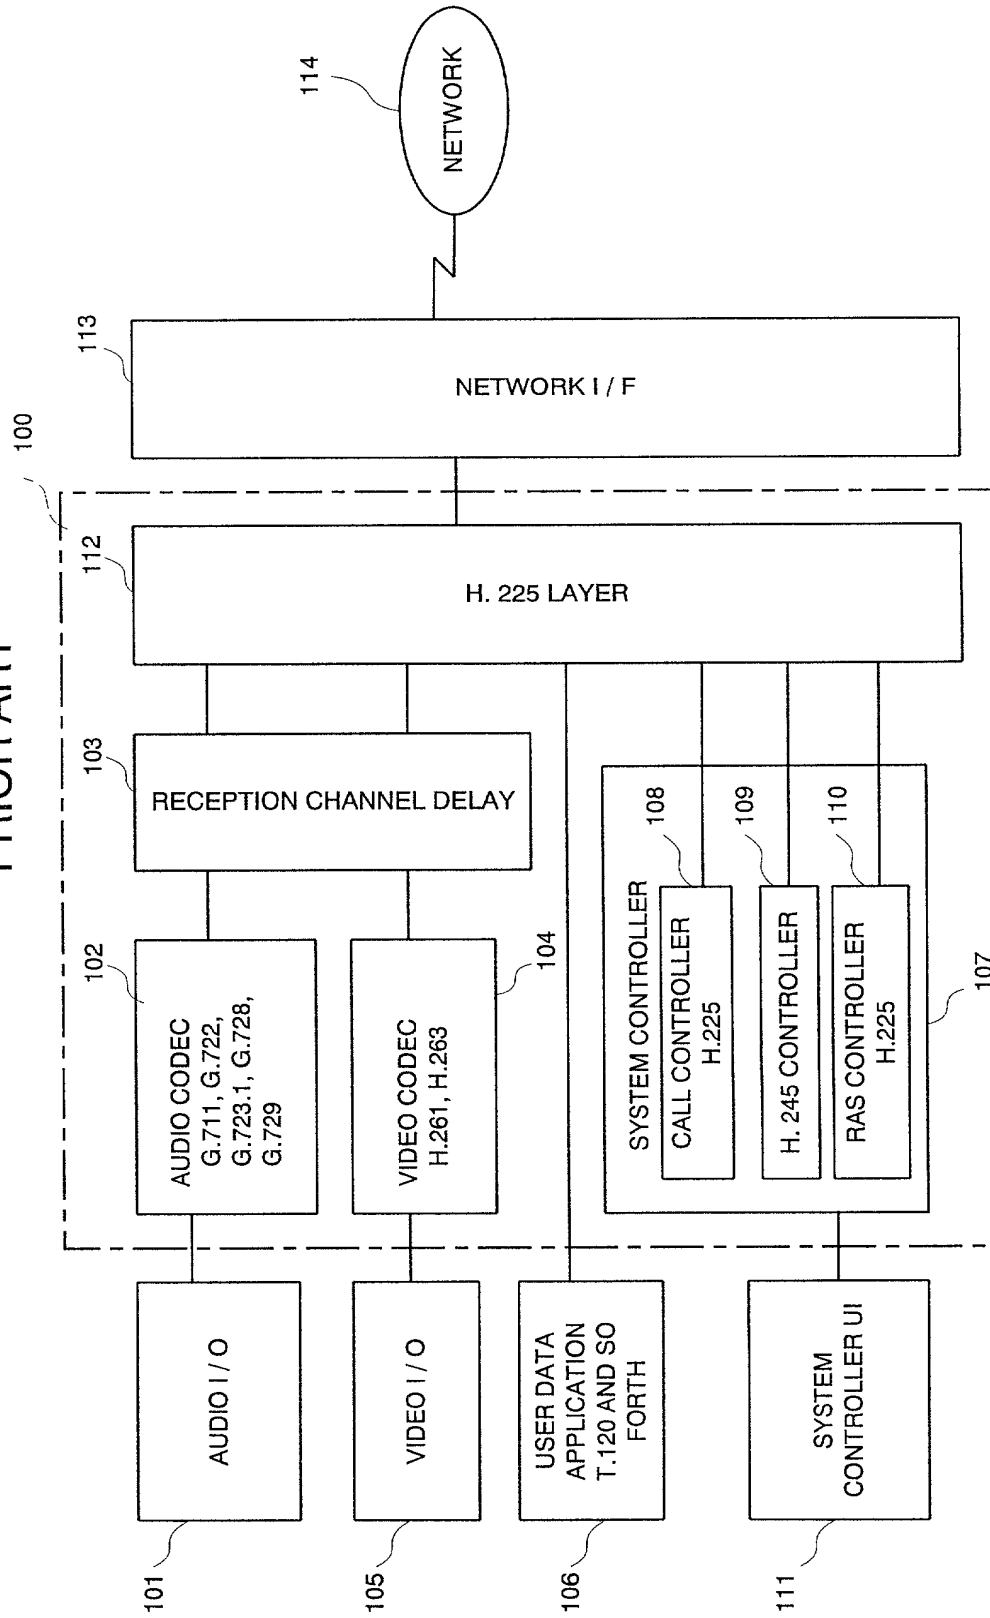 PRIOR ART
100
101
AUDIO I / O
102
AUDIO CODEC
G.711, G.722,
G.723.1, G.728,
G.729
103
RECEPTION CHANNEL DELAY
112
H. 225 LAYER
113
NETWORK I / F
114
NETWORK
105
VIDEO I / O
104
VIDEO CODEC
H.261, H.263
106
USER DATA
APPLICATION
T.120 AND SO
FORTH
111
SYSTEM
CONTROLLER UI
107
SYSTEM CONTROLLER
108
CALL CONTROLLER
H.225
109
H. 245 CONTROLLER
110
RAS CONTROLLER
H.225